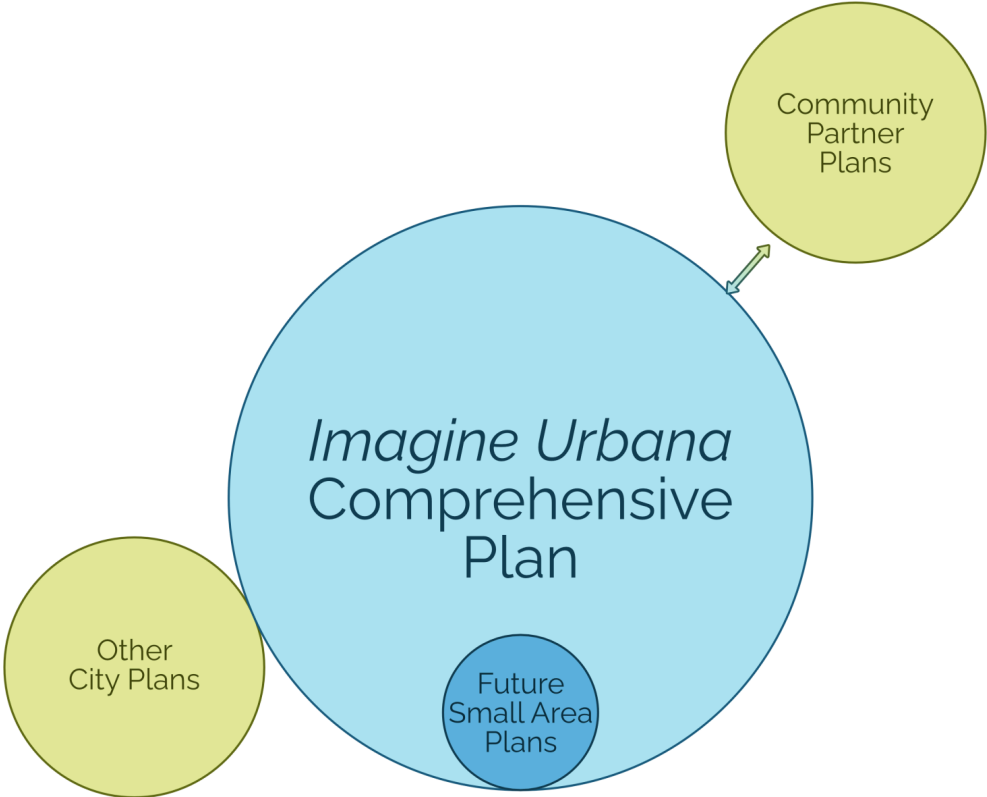 Community
Partner
Plans
Imagine Urbana
Comprehensive
Plan
Other
City Plans
Future
Small Area
Plans